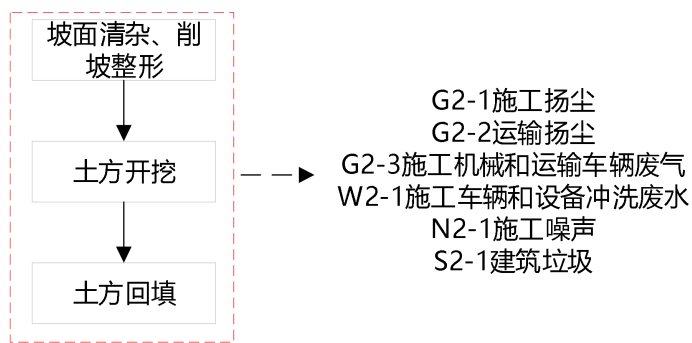 坡面清杂、削
坡整形
土方开挖
土方回填
G2-1施工扬尘
G2-2运输扬尘
G2-3施工机械和运输车辆废气
W2-1施工车辆和设备冲洗废水
N2-1施工噪声
S2-1建筑垃圾